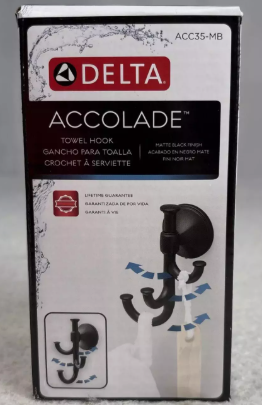 ACC35-MB
DELTA
ACCOLADE™
TOWEL HOOK
GANCHO PARA TOALLA
CROCHET À SERVIETTE
MATTE BLACK FINISH
ACABADO EN NEGRO MATE
FINI NOIR MAT
LIFETIME GUARANTEE
GARANTIZADA DE POR VIDA
GARANTI À VIE